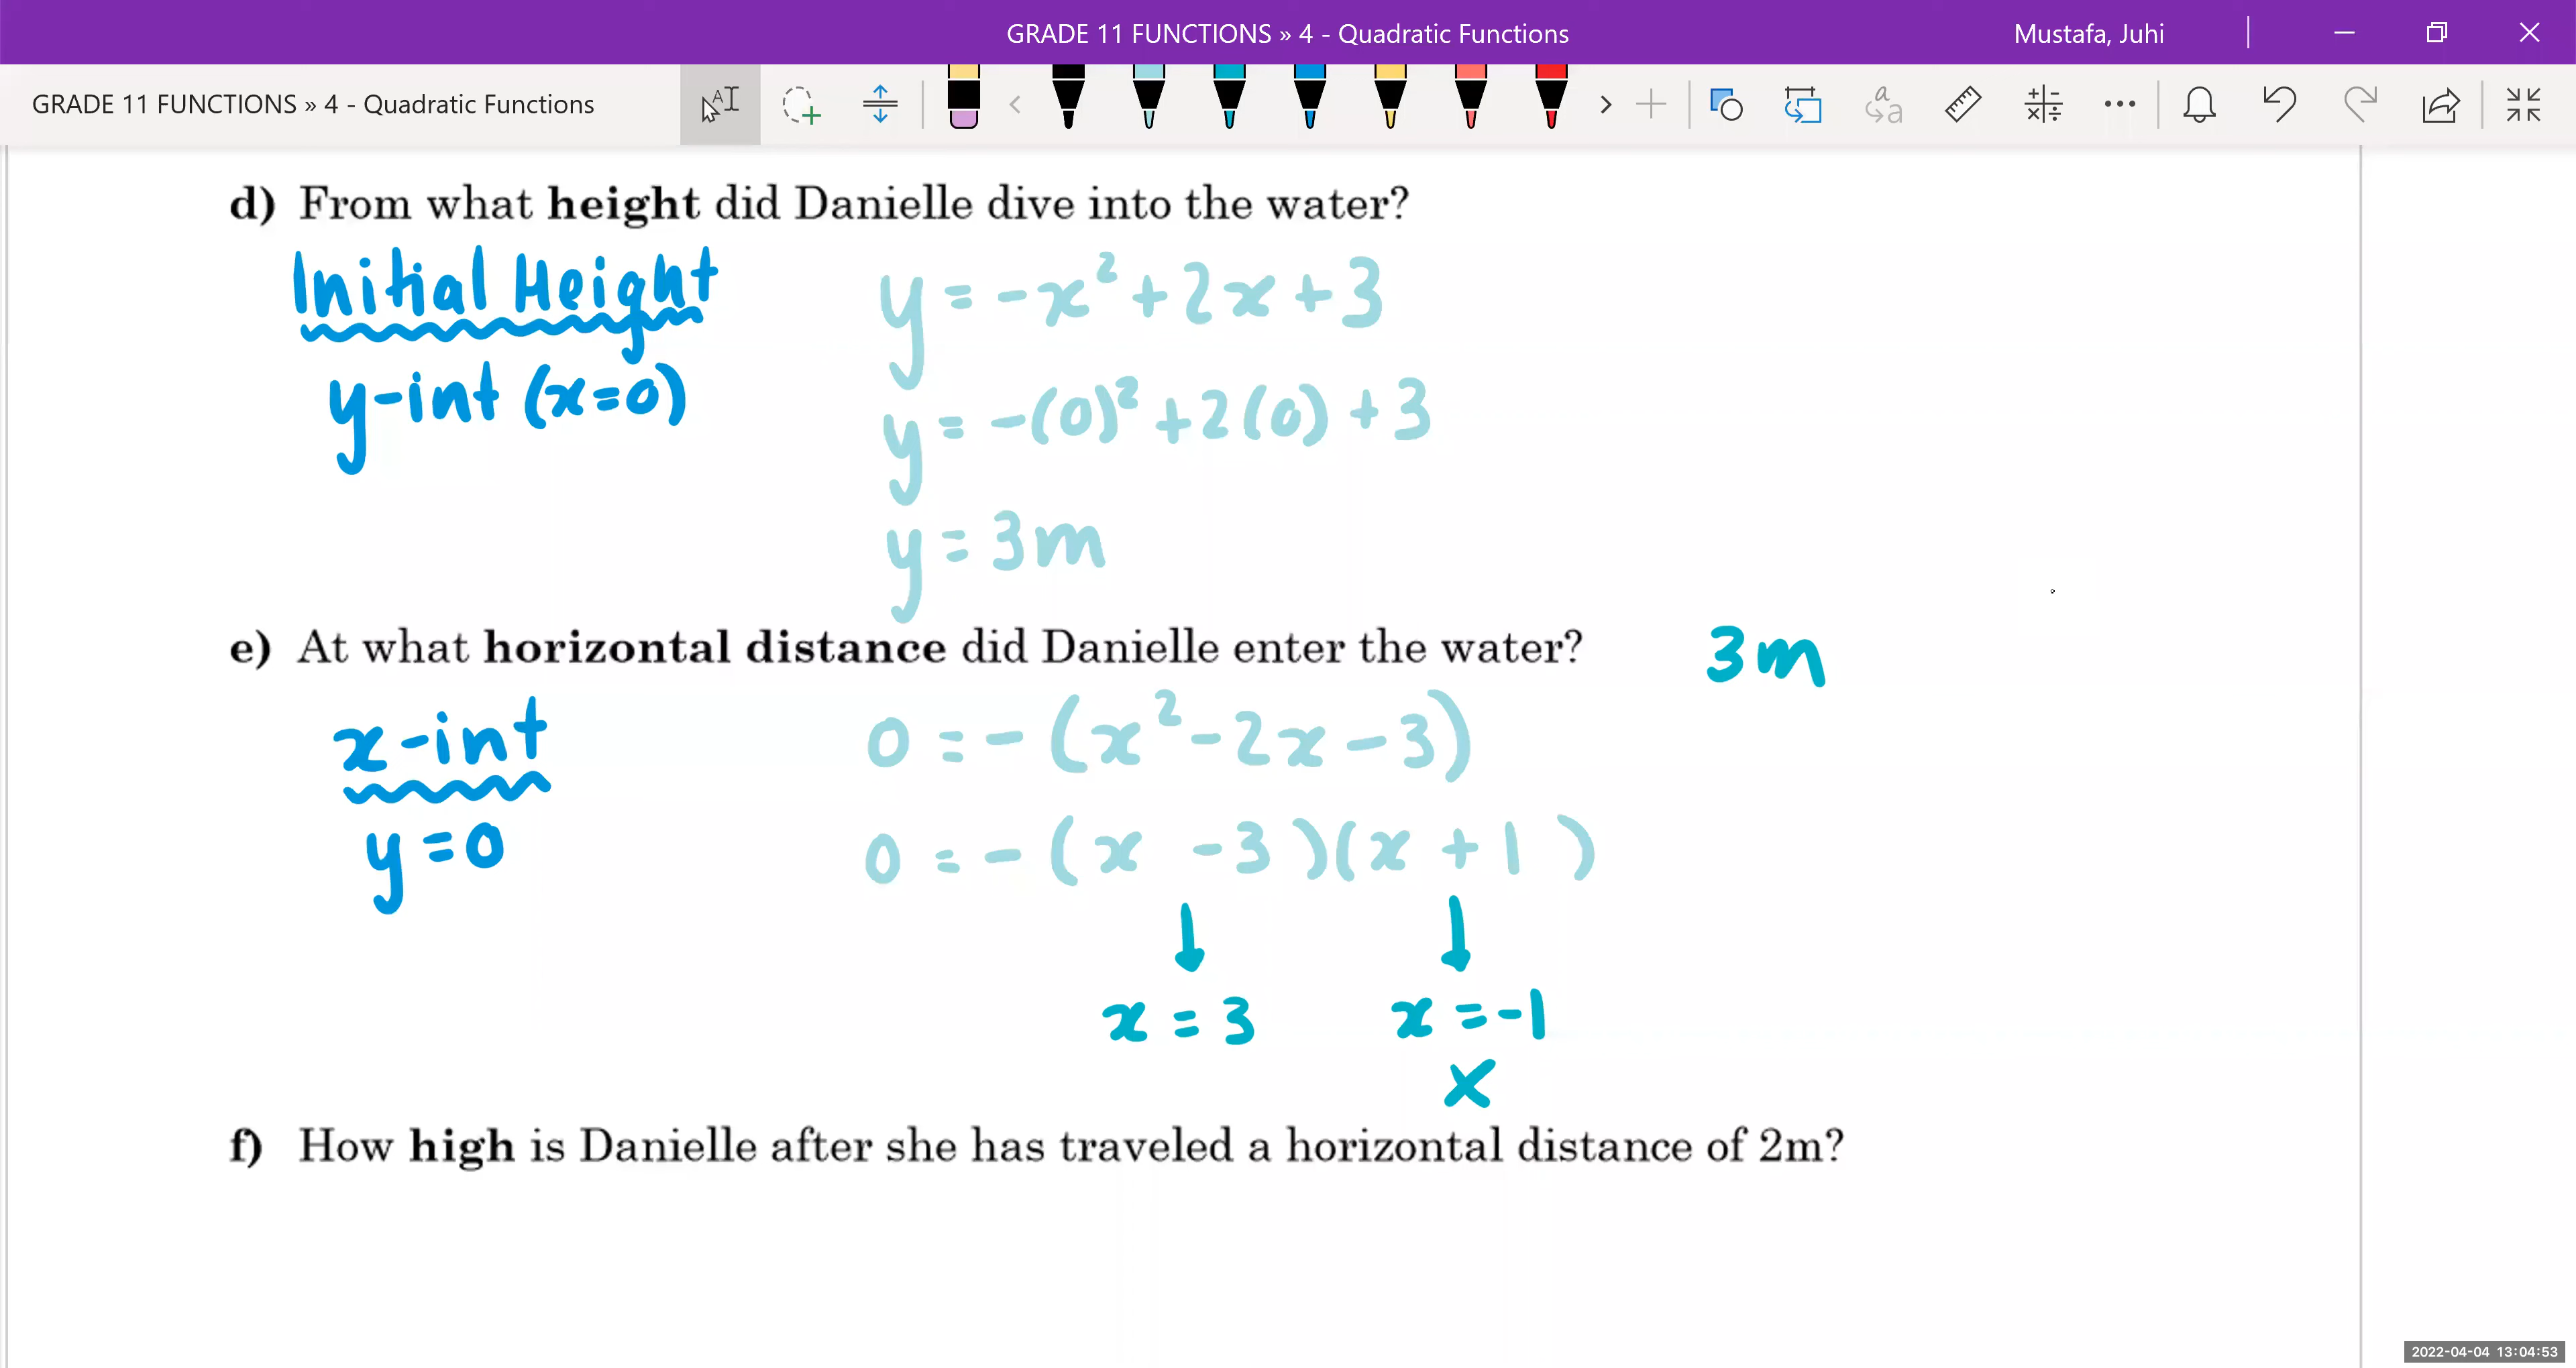 GRADE 11 FUNCTIONS » 4 - Quadratic Functions
Mustafa, Juhi
GRADE 11 FUNCTIONS » 4 - Quadratic Functions
d) From what height did Danielle dive into the water?
Initial Height
y = -x² + 2x + 3
y-int (x=0)
y = -(0)² + 2(0) + 3
y = 3m
e) At what horizontal distance did Danielle enter the water?
3m
x-int
0 = -(x² - 2x - 3)
y = 0
0 = -(x - 3)(x + 1)
x = 3
x = -1
x
f) How high is Danielle after she has traveled a horizontal distance of 2m?
2022-04-04 13:04:53